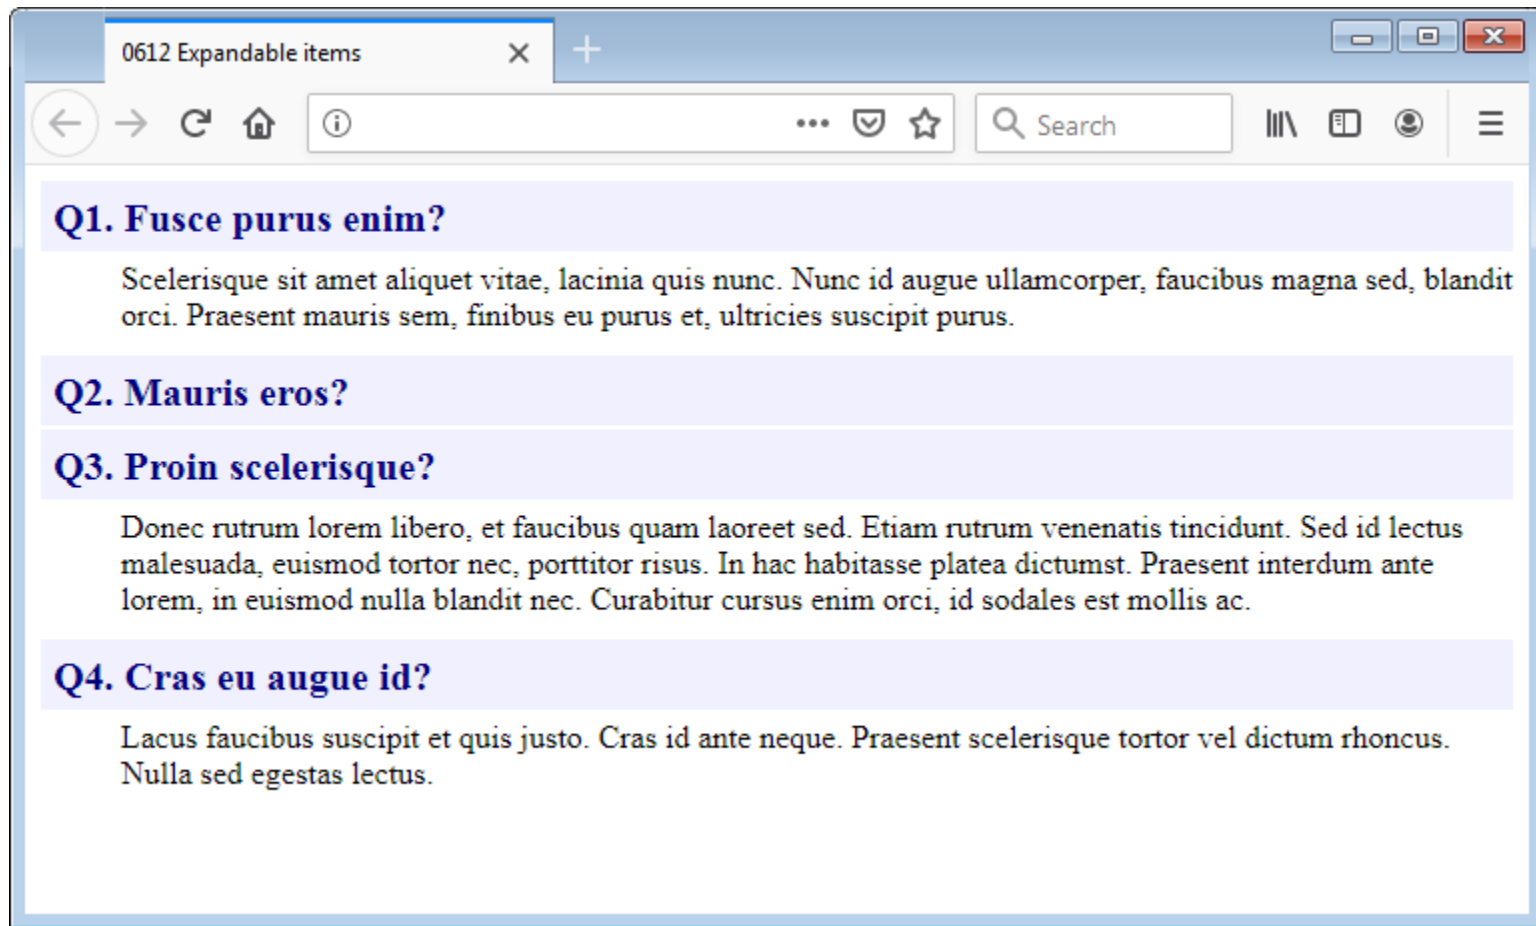 0612 Expandable items
Search
Q1. Fusce purus enim?
Scelerisque sit amet aliquet vitae, lacinia quis nunc. Nunc id augue ullamcorper, faucibus magna sed, blandit
orci. Praesent mauris sem, finibus eu purus et, ultricies suscipit purus.
Q2. Mauris eros?
Q3. Proin scelerisque?
Donec rutrum lorem libero, et faucibus quam laoreet sed. Etiam rutrum venenatis tincidunt. Sed id lectus
malesuada, euismod tortor nec, porttitor risus. In hac habitasse platea dictumst. Praesent interdum ante
lorem, in euismod nulla blandit nec. Curabitur cursus enim orci, id sodales est mollis ac.
Q4. Cras eu augue id?
Lacus faucibus suscipit et quis justo. Cras id ante neque. Praesent scelerisque tortor vel dictum rhoncus.
Nulla sed egestas lectus.